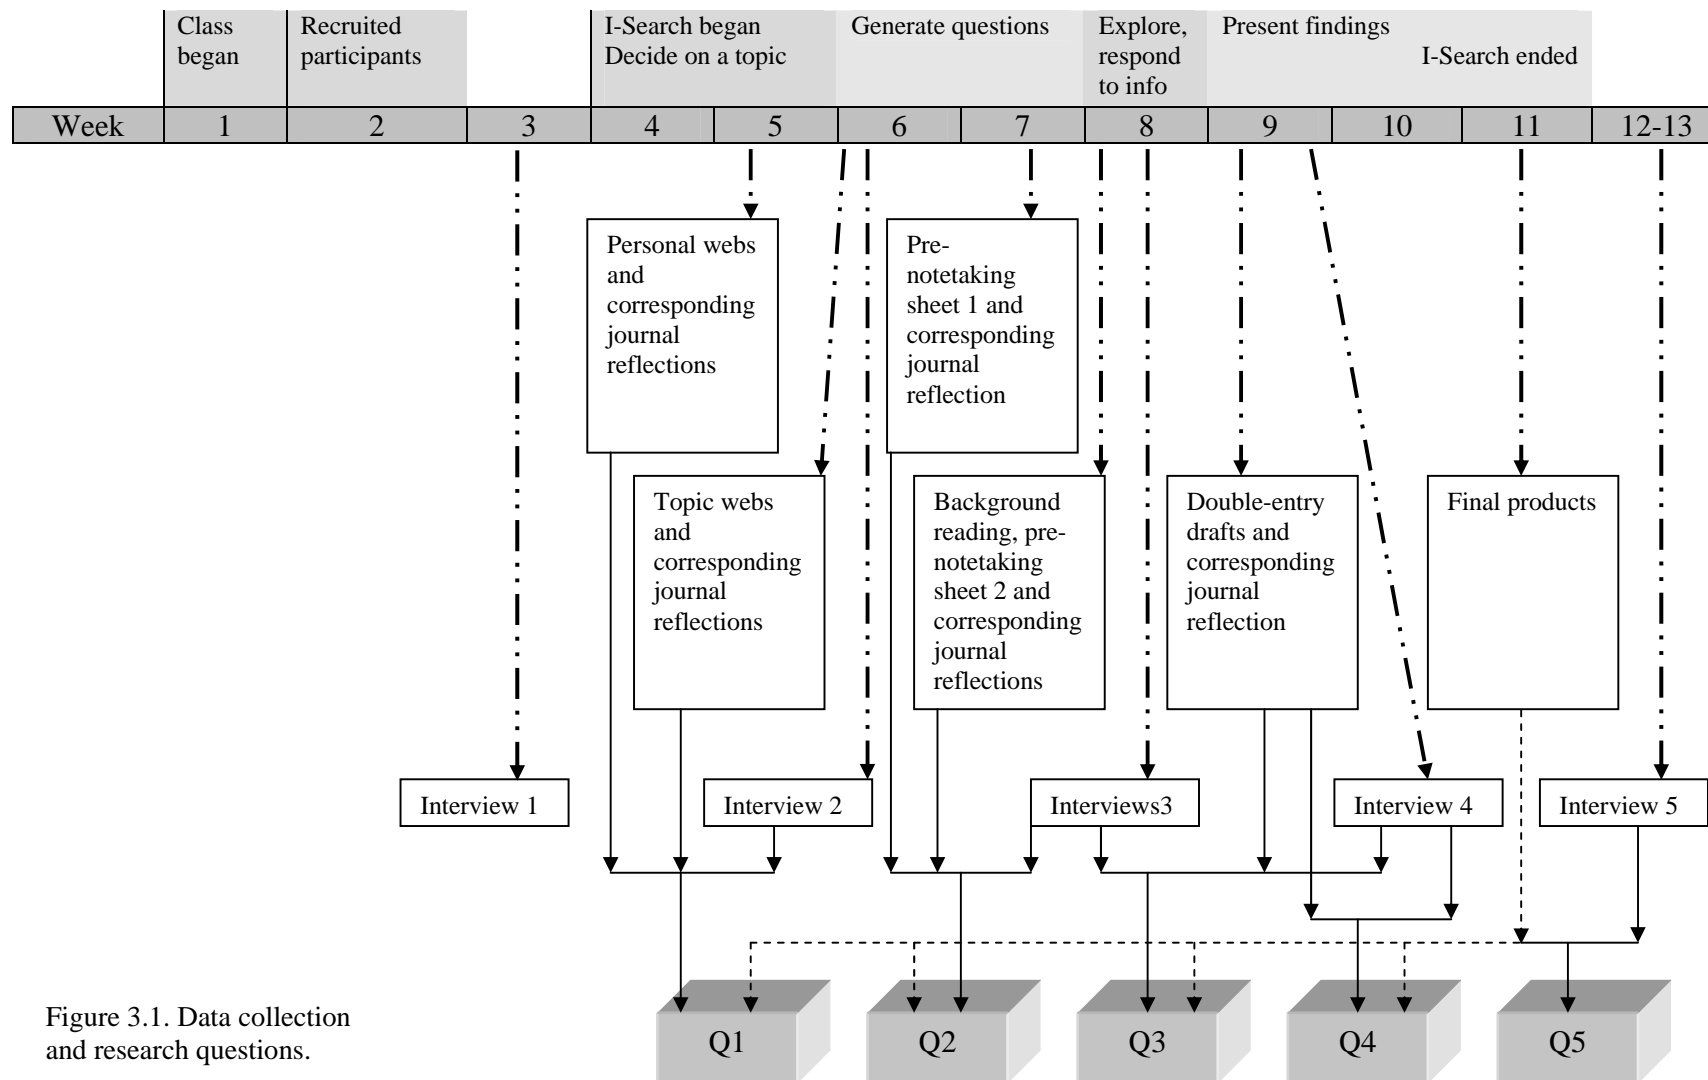 Class
began
Recruited
participants
I-Search began
Decide on a topic
Generate questions
Explore,
respond
to info
Present findings
I-Search ended
Week 1 2 3 4 5 6 7 8 9 10 11 12-13
Personal webs
and
corresponding
journal
reflections
Pre-
notetaking
sheet 1 and
corresponding
journal
reflection
Topic webs
and
corresponding
journal
reflections
Background
reading, pre-
notetaking
sheet 2 and
corresponding
journal
reflections
Double-entry
drafts and
corresponding
journal
reflection
Final products
Interview 1
Interview 2
Interviews3
Interview 4
Interview 5
Figure 3.1. Data collection
and research questions.
Q1
Q2
Q3
Q4
Q5